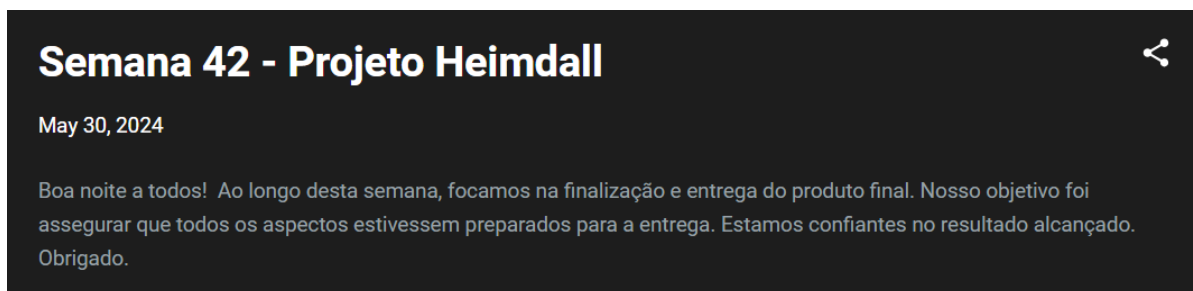 Semana 42 - Projeto Heimdall
May 30, 2024
Boa noite a todos!  Ao longo desta semana, focamos na finalização e entrega do produto final. Nosso objetivo foi
assegurar que todos os aspectos estivessem preparados para a entrega. Estamos confiantes no resultado alcançado.
Obrigado.